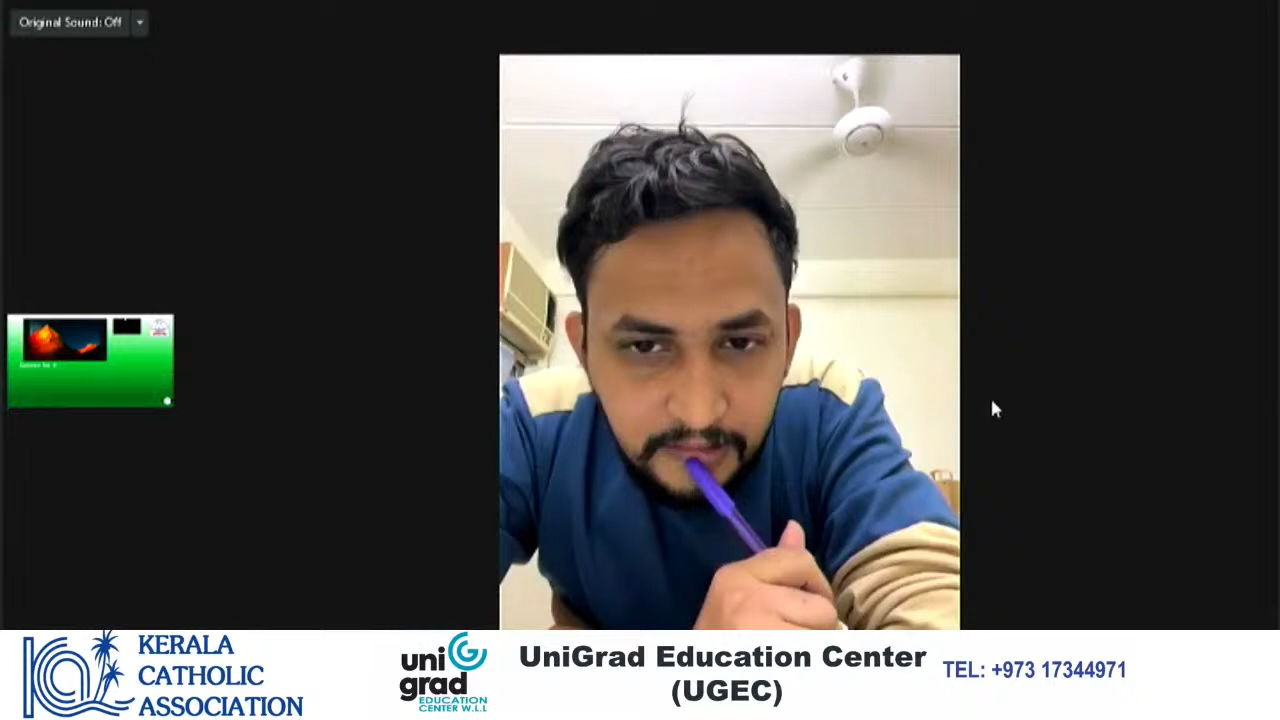 Original Sound: Off
KERALA
CATHOLIC
ASSOCIATION
uni
grad
EDUCATION
CENTER W.L.L
UniGrad Education Center
(UGEC)
TEL: +973 17344971